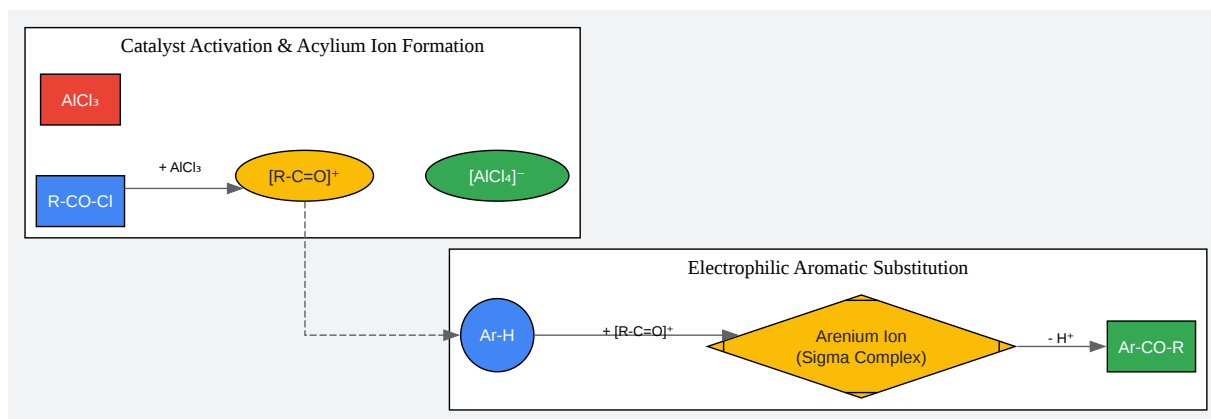 Catalyst Activation & Acylium Ion Formation
AlCl₃
+ AlCl₃
R-CO-Cl
[R-C=O]⁺
[AlCl₄]⁻
Electrophilic Aromatic Substitution
Ar-H
+ [R-C=O]⁺
Arenium Ion
(Sigma Complex)
- H⁺
Ar-CO-R